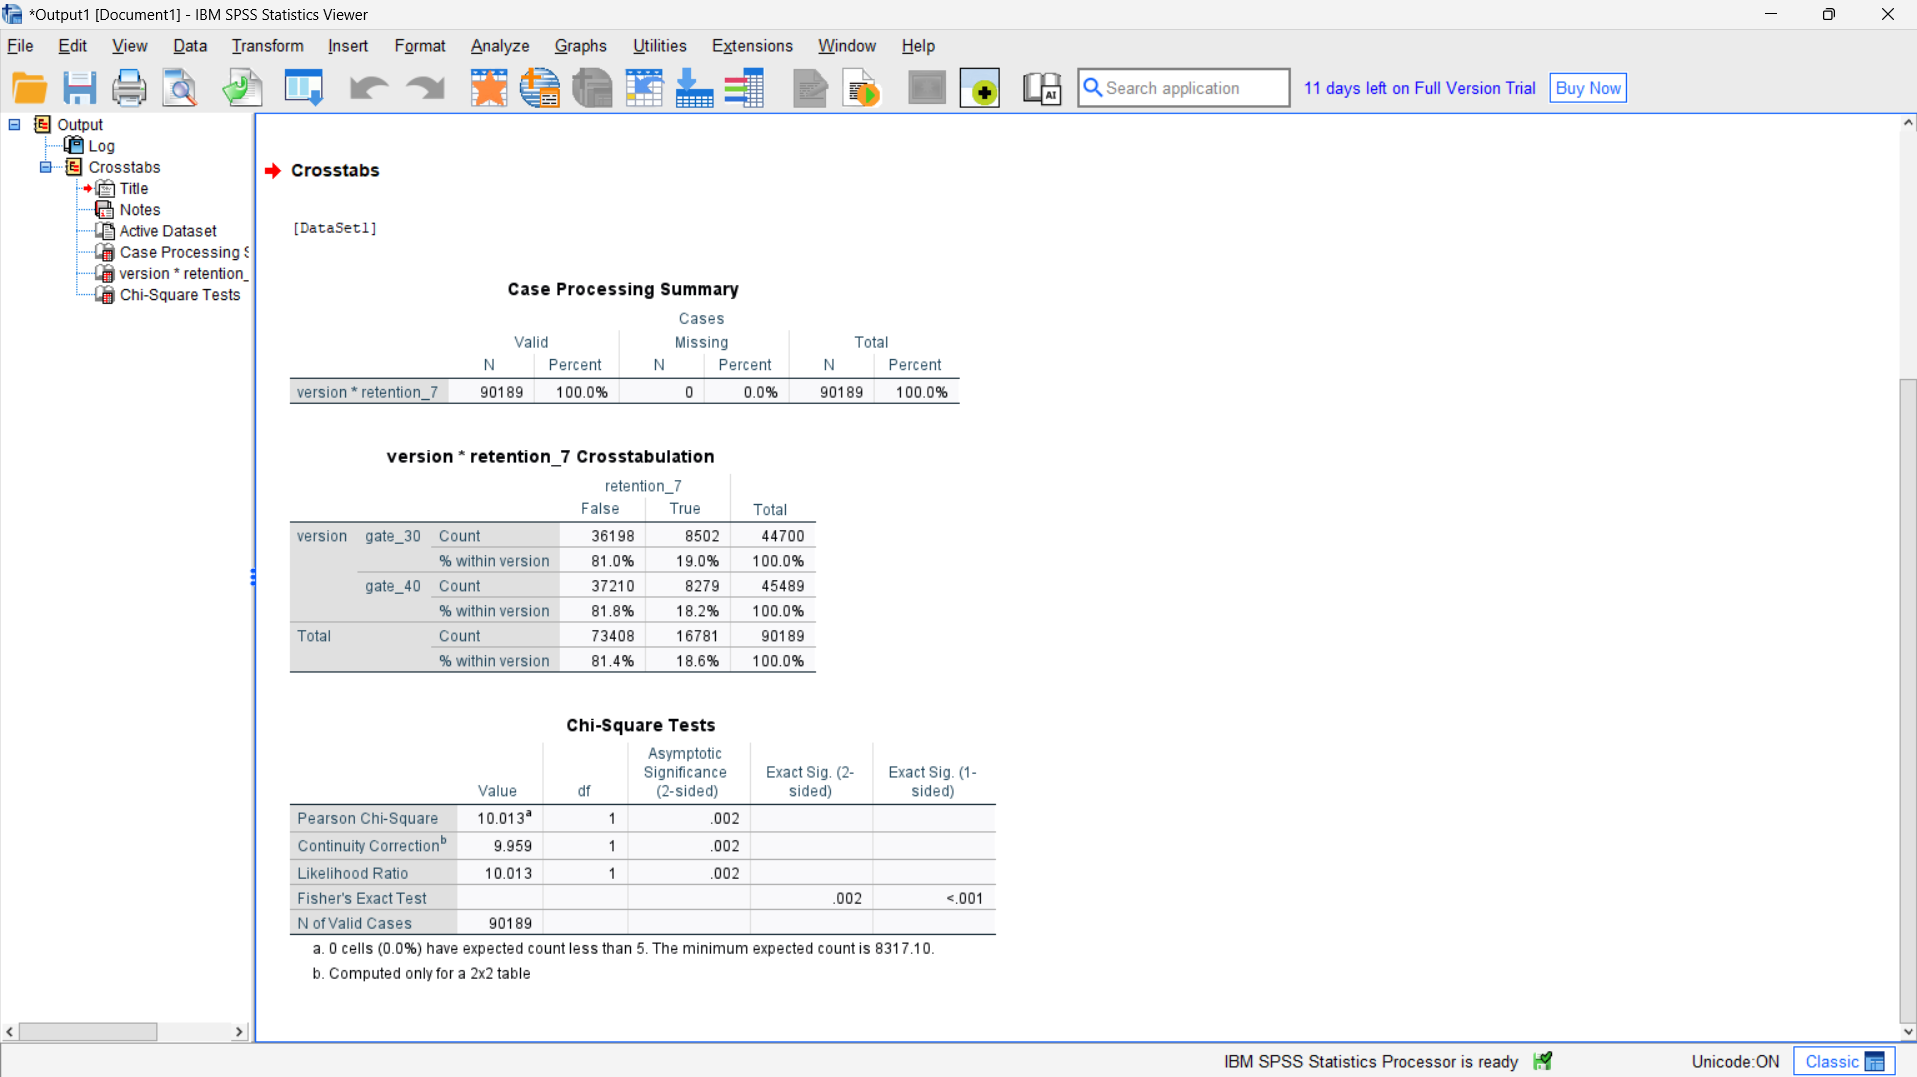 *Output1 [Document1] - IBM SPSS Statistics Viewer
File Edit View Data Transform Insert Format Analyze Graphs Utilities Extensions Window Help
AI Search application 11 days left on Full Version Trial Buy Now
Output
Log
Crosstabs
Title
Notes
Active Dataset
Case Processing S
version * retention_
Chi-Square Tests
Crosstabs
[DataSet1]
Case Processing Summary
Cases
Valid Missing Total
N Percent N Percent N Percent
version * retention_7 90189 100.0% 0 0.0% 90189 100.0%
version * retention_7 Crosstabulation
retention_7
False True Total
version gate_30 Count 36198 8502 44700
% within version 81.0% 19.0% 100.0%
gate_40 Count 37210 8279 45489
% within version 81.8% 18.2% 100.0%
Total Count 73408 16781 90189
% within version 81.4% 18.6% 100.0%
Chi-Square Tests
Value df Asymptotic Significance (2-sided) Exact Sig. (2-sided) Exact Sig. (1-sided)
Pearson Chi-Square 10.013a 1 .002
Continuity Correctionb 9.959 1 .002
Likelihood Ratio 10.013 1 .002
Fisher's Exact Test .002 <.001
N of Valid Cases 90189
a. 0 cells (0.0%) have expected count less than 5. The minimum expected count is 8317.10.
b. Computed only for a 2x2 table
IBM SPSS Statistics Processor is ready Unicode:ON Classic